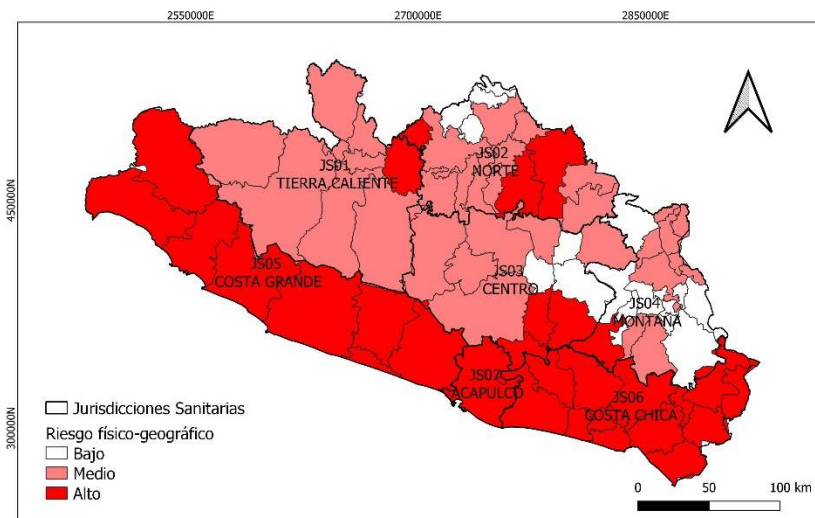 2550000E 2700000E 2850000E
450000N
300000N
JS01
TIERRA CALIENTE
JS02
NORTE
JS05
COSTA GRANDE
JS03
CENTRO
JS04
MONTAÑA
JS07
ACAPULCO
JS06
COSTA CHICA
Jurisdicciones Sanitarias
Riesgo físico-geográfico
Bajo
Medio
Alto
0 50 100 km